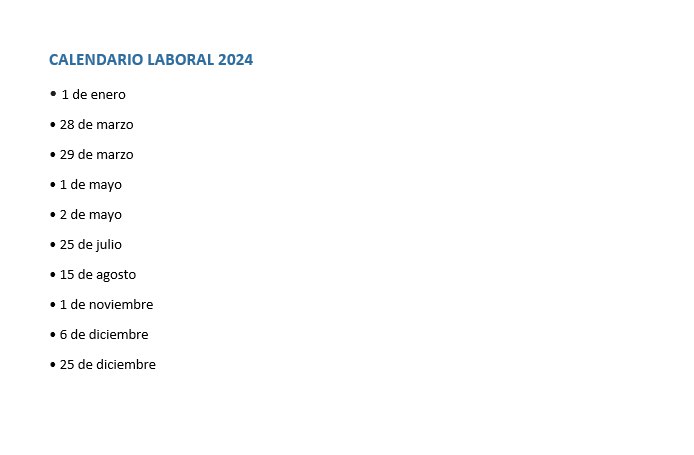 CALENDARIO LABORAL 2024
• 1 de enero
• 28 de marzo
• 29 de marzo
• 1 de mayo
• 2 de mayo
• 25 de julio
• 15 de agosto
• 1 de noviembre
• 6 de diciembre
• 25 de diciembre